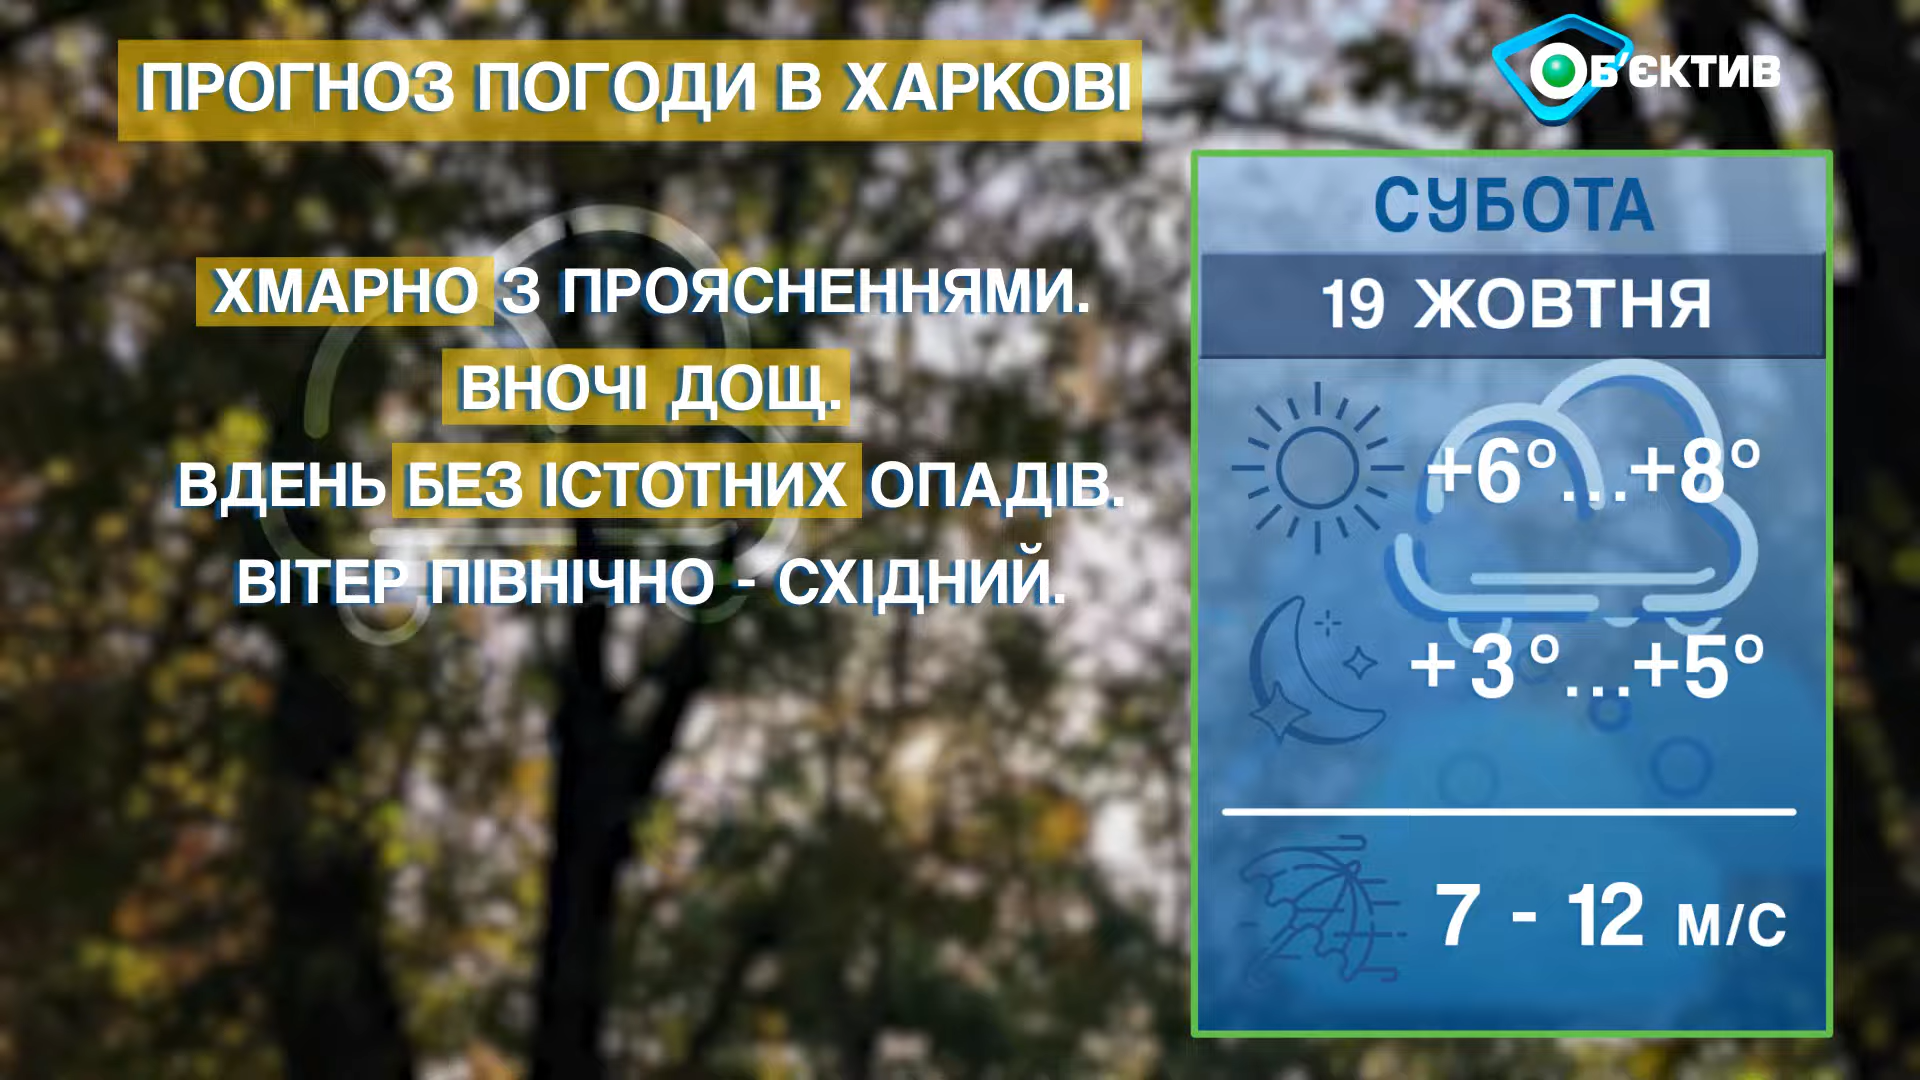 ПРОГНОЗ ПОГОДИ В ХАРКОВІ
ОБ'ЄКТИВ
ХМАРНО З ПРОЯСНЕННЯМИ.
ВНОЧІ ДОЩ.
ВДЕНЬ БЕЗ ІСТОТНИХ ОПАДІВ.
ВІТЕР ПІВНІЧНО - СХІДНИЙ.
СУБОТА
19 ЖОВТНЯ
+6°...+8°
+3°...+5°
7 - 12 М/С